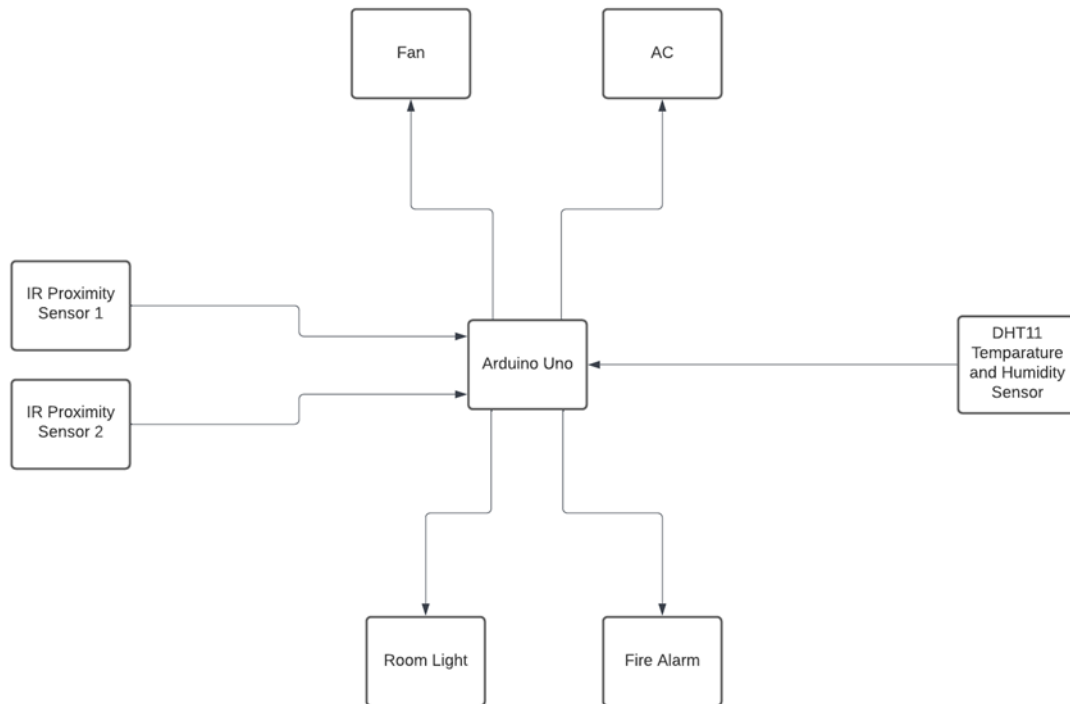 Fan
AC
IR Proximity
Sensor 1
Arduino Uno
DHT11
Temparature
and Humidity
Sensor
IR Proximity
Sensor 2
Room Light
Fire Alarm